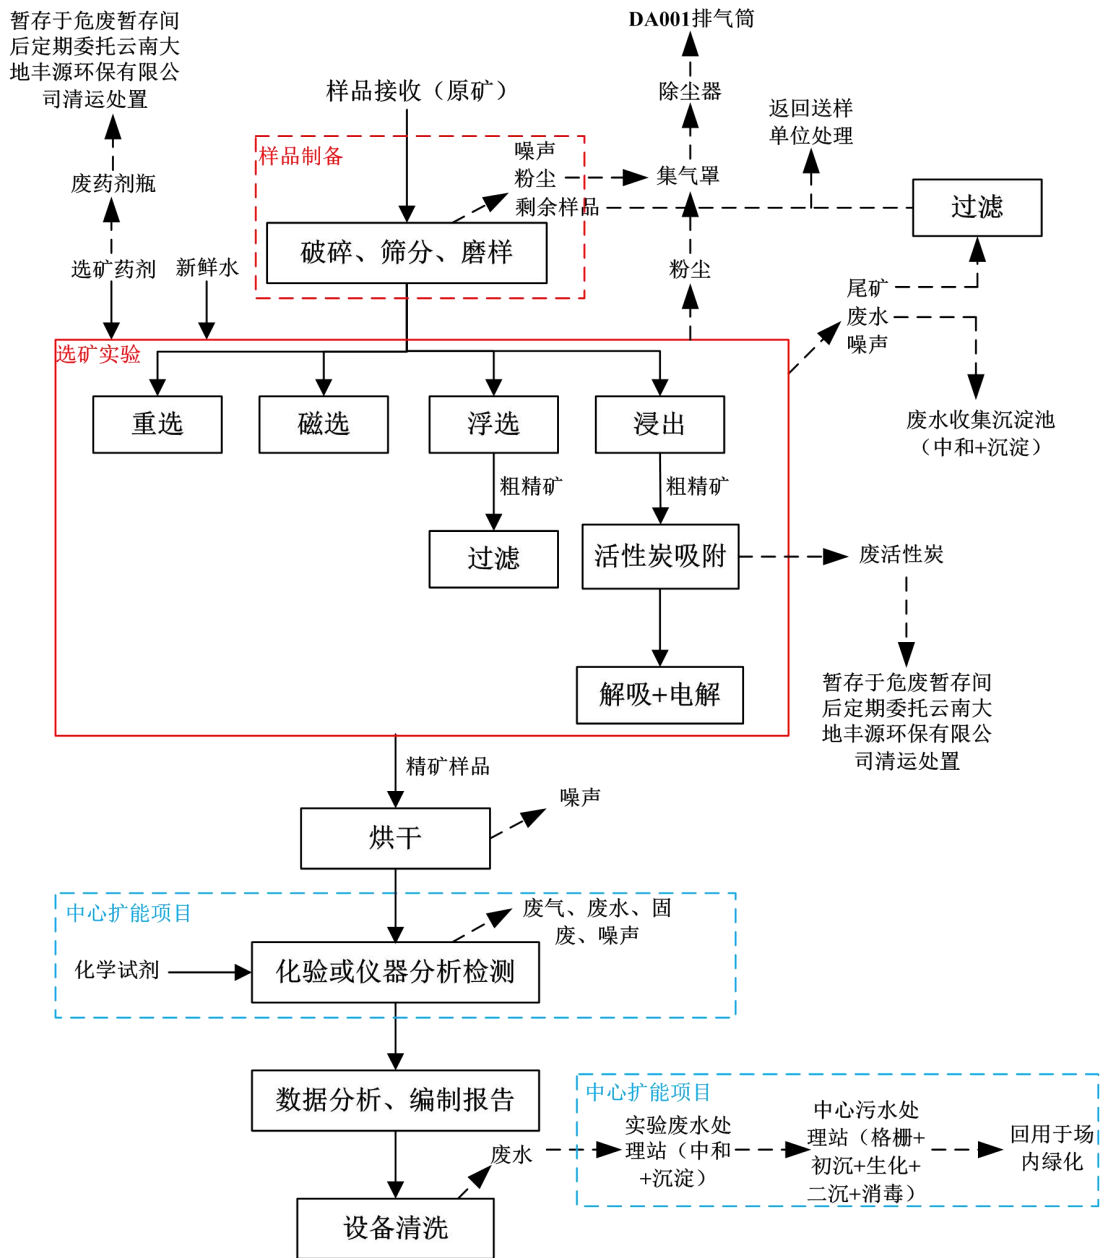 暂存于危废暂存间
后定期委托云南大
地丰源环保有限公
司清运处置
废药剂瓶
选矿药剂
新鲜水
样品接收（原矿）
DA001排气筒
除尘器
集气罩
粉尘
返回送样
单位处理
过滤
样品制备
噪声
粉尘
剩余样品
破碎、筛分、磨样
尾矿
废水
噪声
废水收集沉淀池
（中和+沉淀）
选矿实验
重选
磁选
浮选
浸出
粗精矿
粗精矿
过滤
活性炭吸附
废活性炭
解吸+电解
暂存于危废暂存间
后定期委托云南大
地丰源环保有限公
司清运处置
精矿样品
烘干
噪声
中心扩能项目
废气、废水、固
废、噪声
化学试剂
化验或仪器分析检测
数据分析、编制报告
废水
设备清洗
中心扩能项目
实验废水处
理站（中和
+沉淀）
中心污水处
理站（格栅+
初沉+生化+
二沉+消毒）
回用于场
内绿化